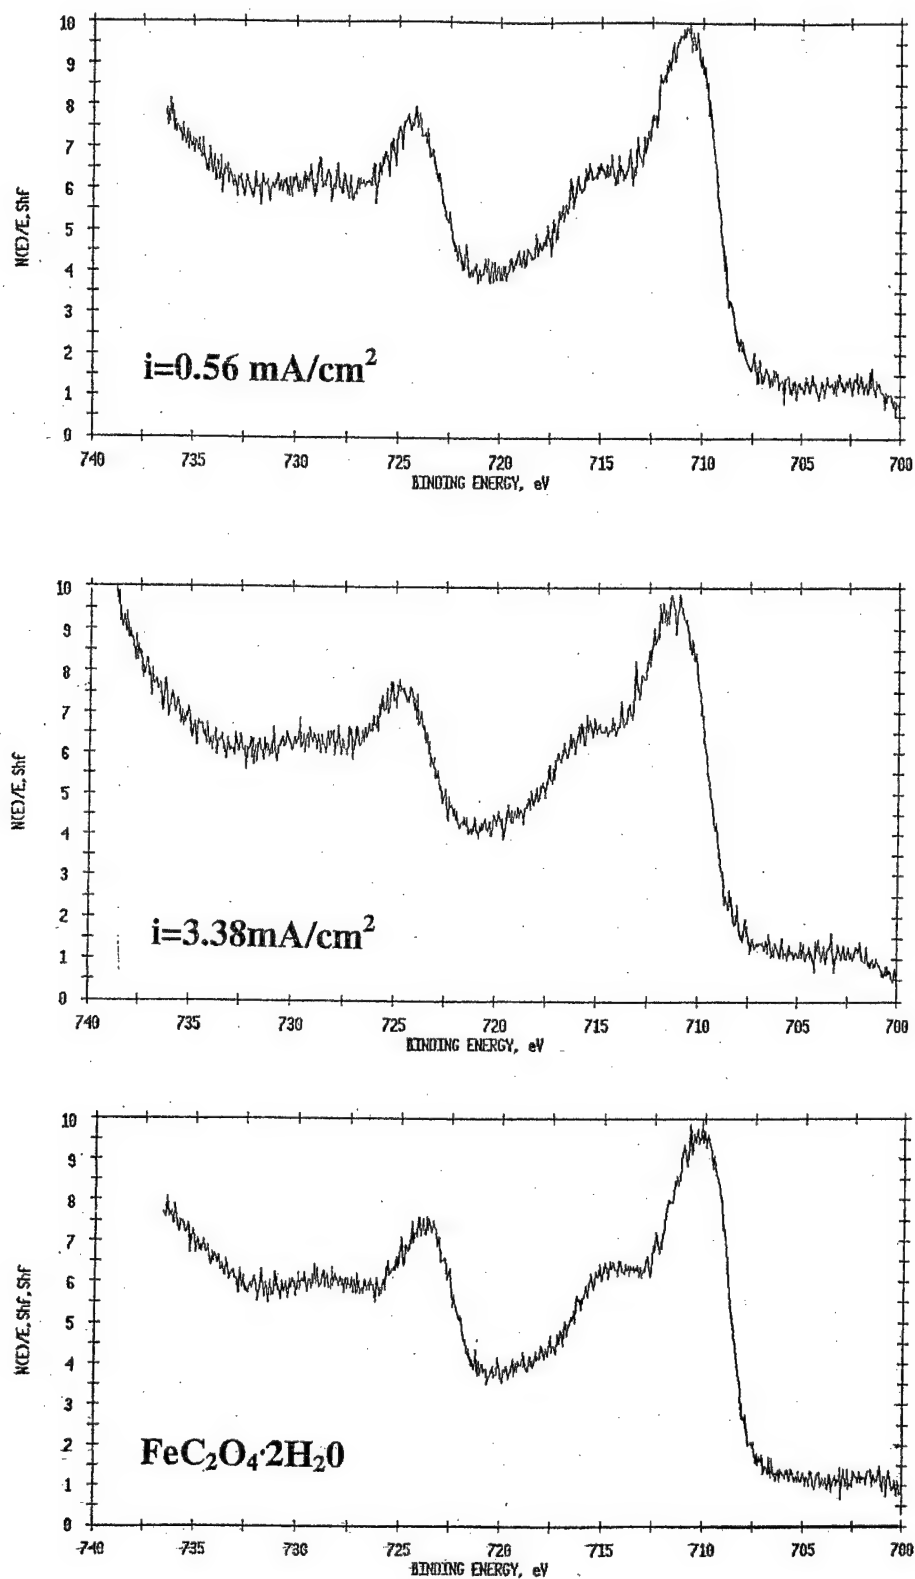 10
9
8
7
6
5
4
3
2
1
0
N(E)/E, Shf
i=0.56 mA/cm²
740 735 730 725 720 715 710 705 700
BINDING ENERGY, eV
10
9
8
7
6
5
4
3
2
1
0
N(E)/E, Shf
i=3.38mA/cm²
740 735 730 725 720 715 710 705 700
BINDING ENERGY, eV
10
9
8
7
6
5
4
3
2
1
0
N(E)/E, Shf, Shf
FeC₂O₄·2H₂0
740 735 730 725 720 715 710 705 700
BINDING ENERGY, eV